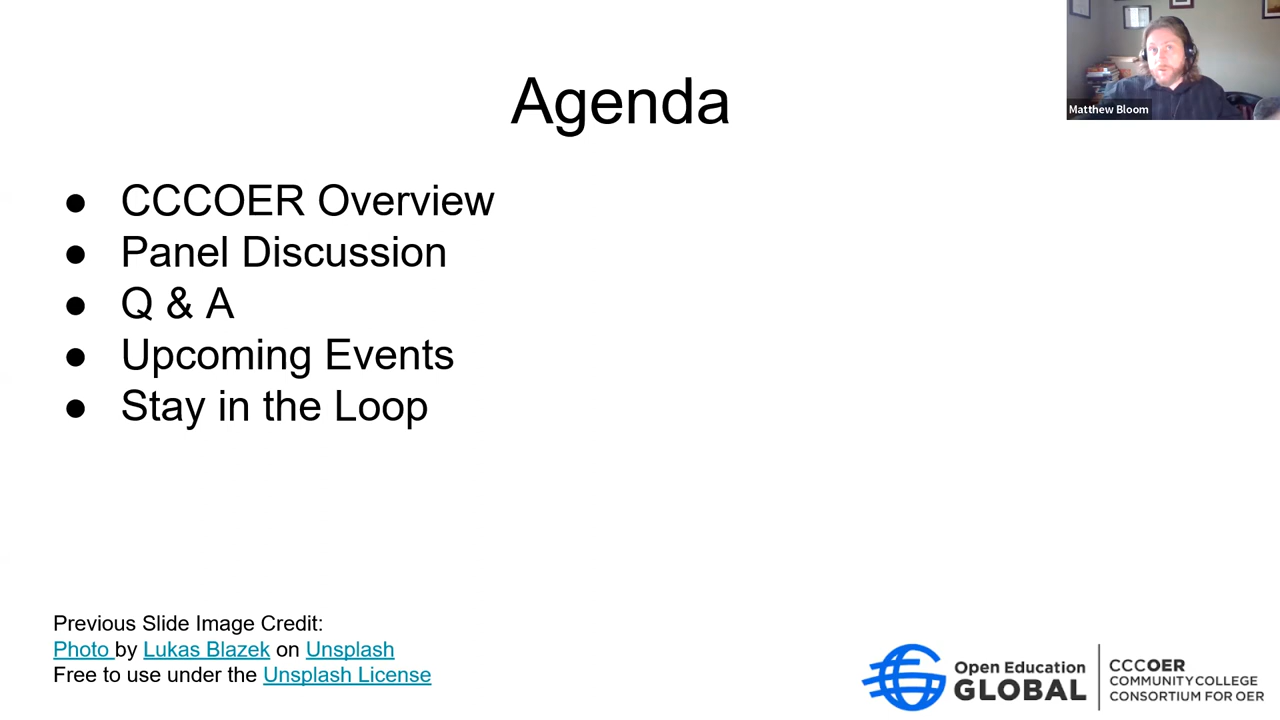 Agenda
Matthew Bloom
● CCCOER Overview
● Panel Discussion
● Q & A
● Upcoming Events
● Stay in the Loop
Previous Slide Image Credit:
Photo by Lukas Blazek on Unsplash
Free to use under the Unsplash License
Open Education
GLOBAL
CCCOER
COMMUNITY COLLEGE
CONSORTIUM FOR OER